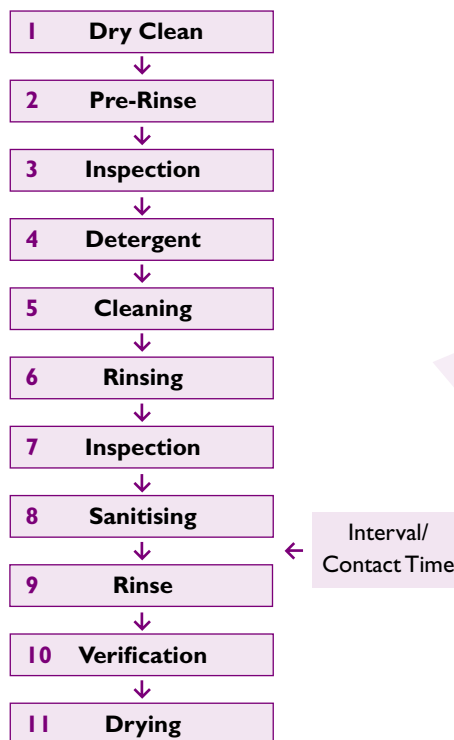 1 Dry Clean
2 Pre-Rinse
3 Inspection
4 Detergent
5 Cleaning
6 Rinsing
7 Inspection
8 Sanitising
Interval/
Contact Time
9 Rinse
10 Verification
11 Drying